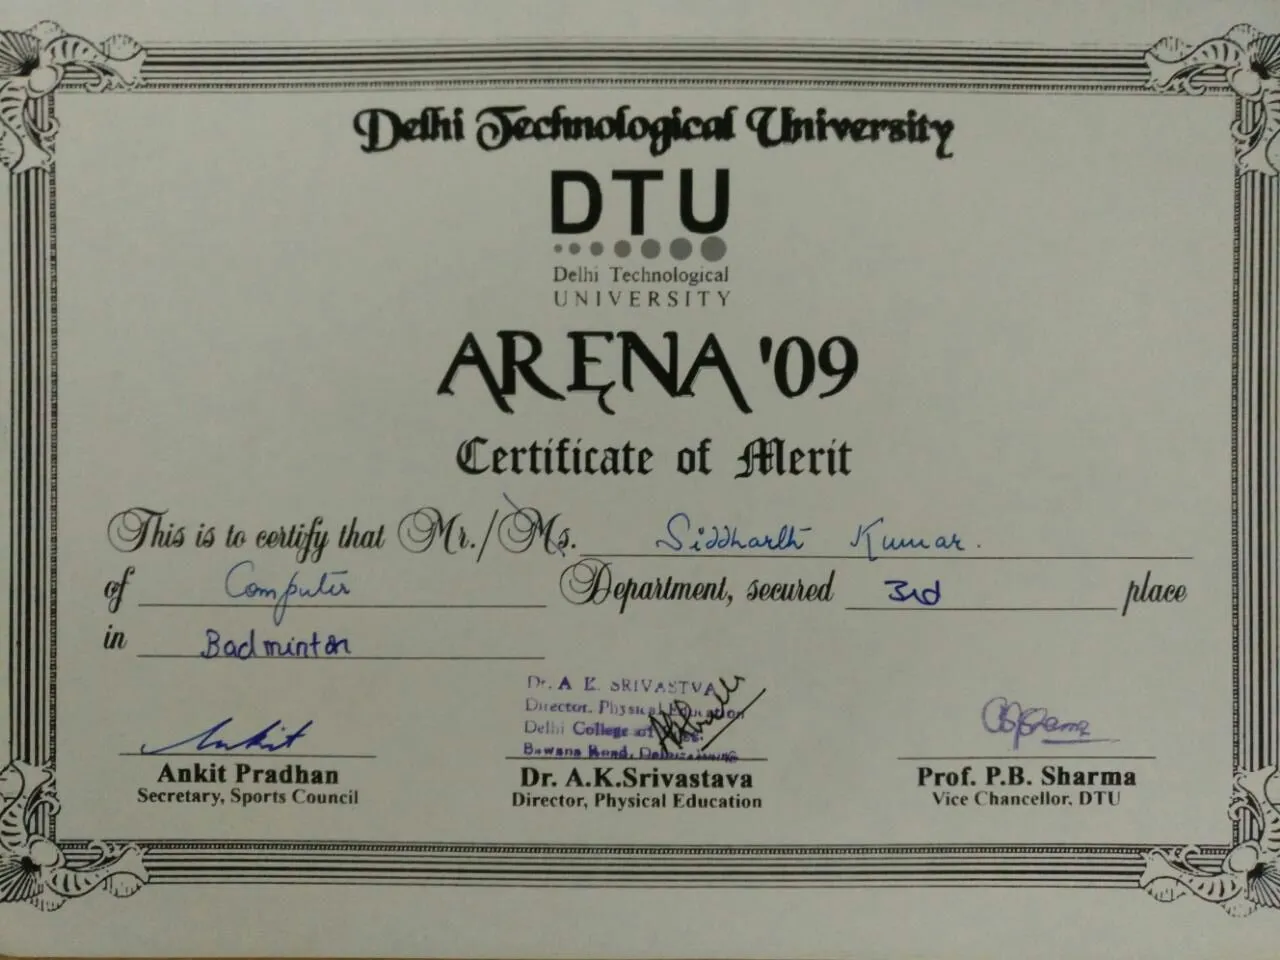 Delhi Technological University
DTU
Delhi Technological
UNIVERSITY
ARENA '09
Certificate of Merit
This is to certify that Mr./Ms. Siddharth Kumar.
of Computer Department, secured 3rd place
in Badminton
Dr. A. K. SRIVASTVA
Director, Physical Education
Delhi College of
Bawana Road,
Ankit
Ankit Pradhan
Secretary, Sports Council
Dr. A.K.Srivastava
Director, Physical Education
Prof. P.B. Sharma
Vice Chancellor, DTU